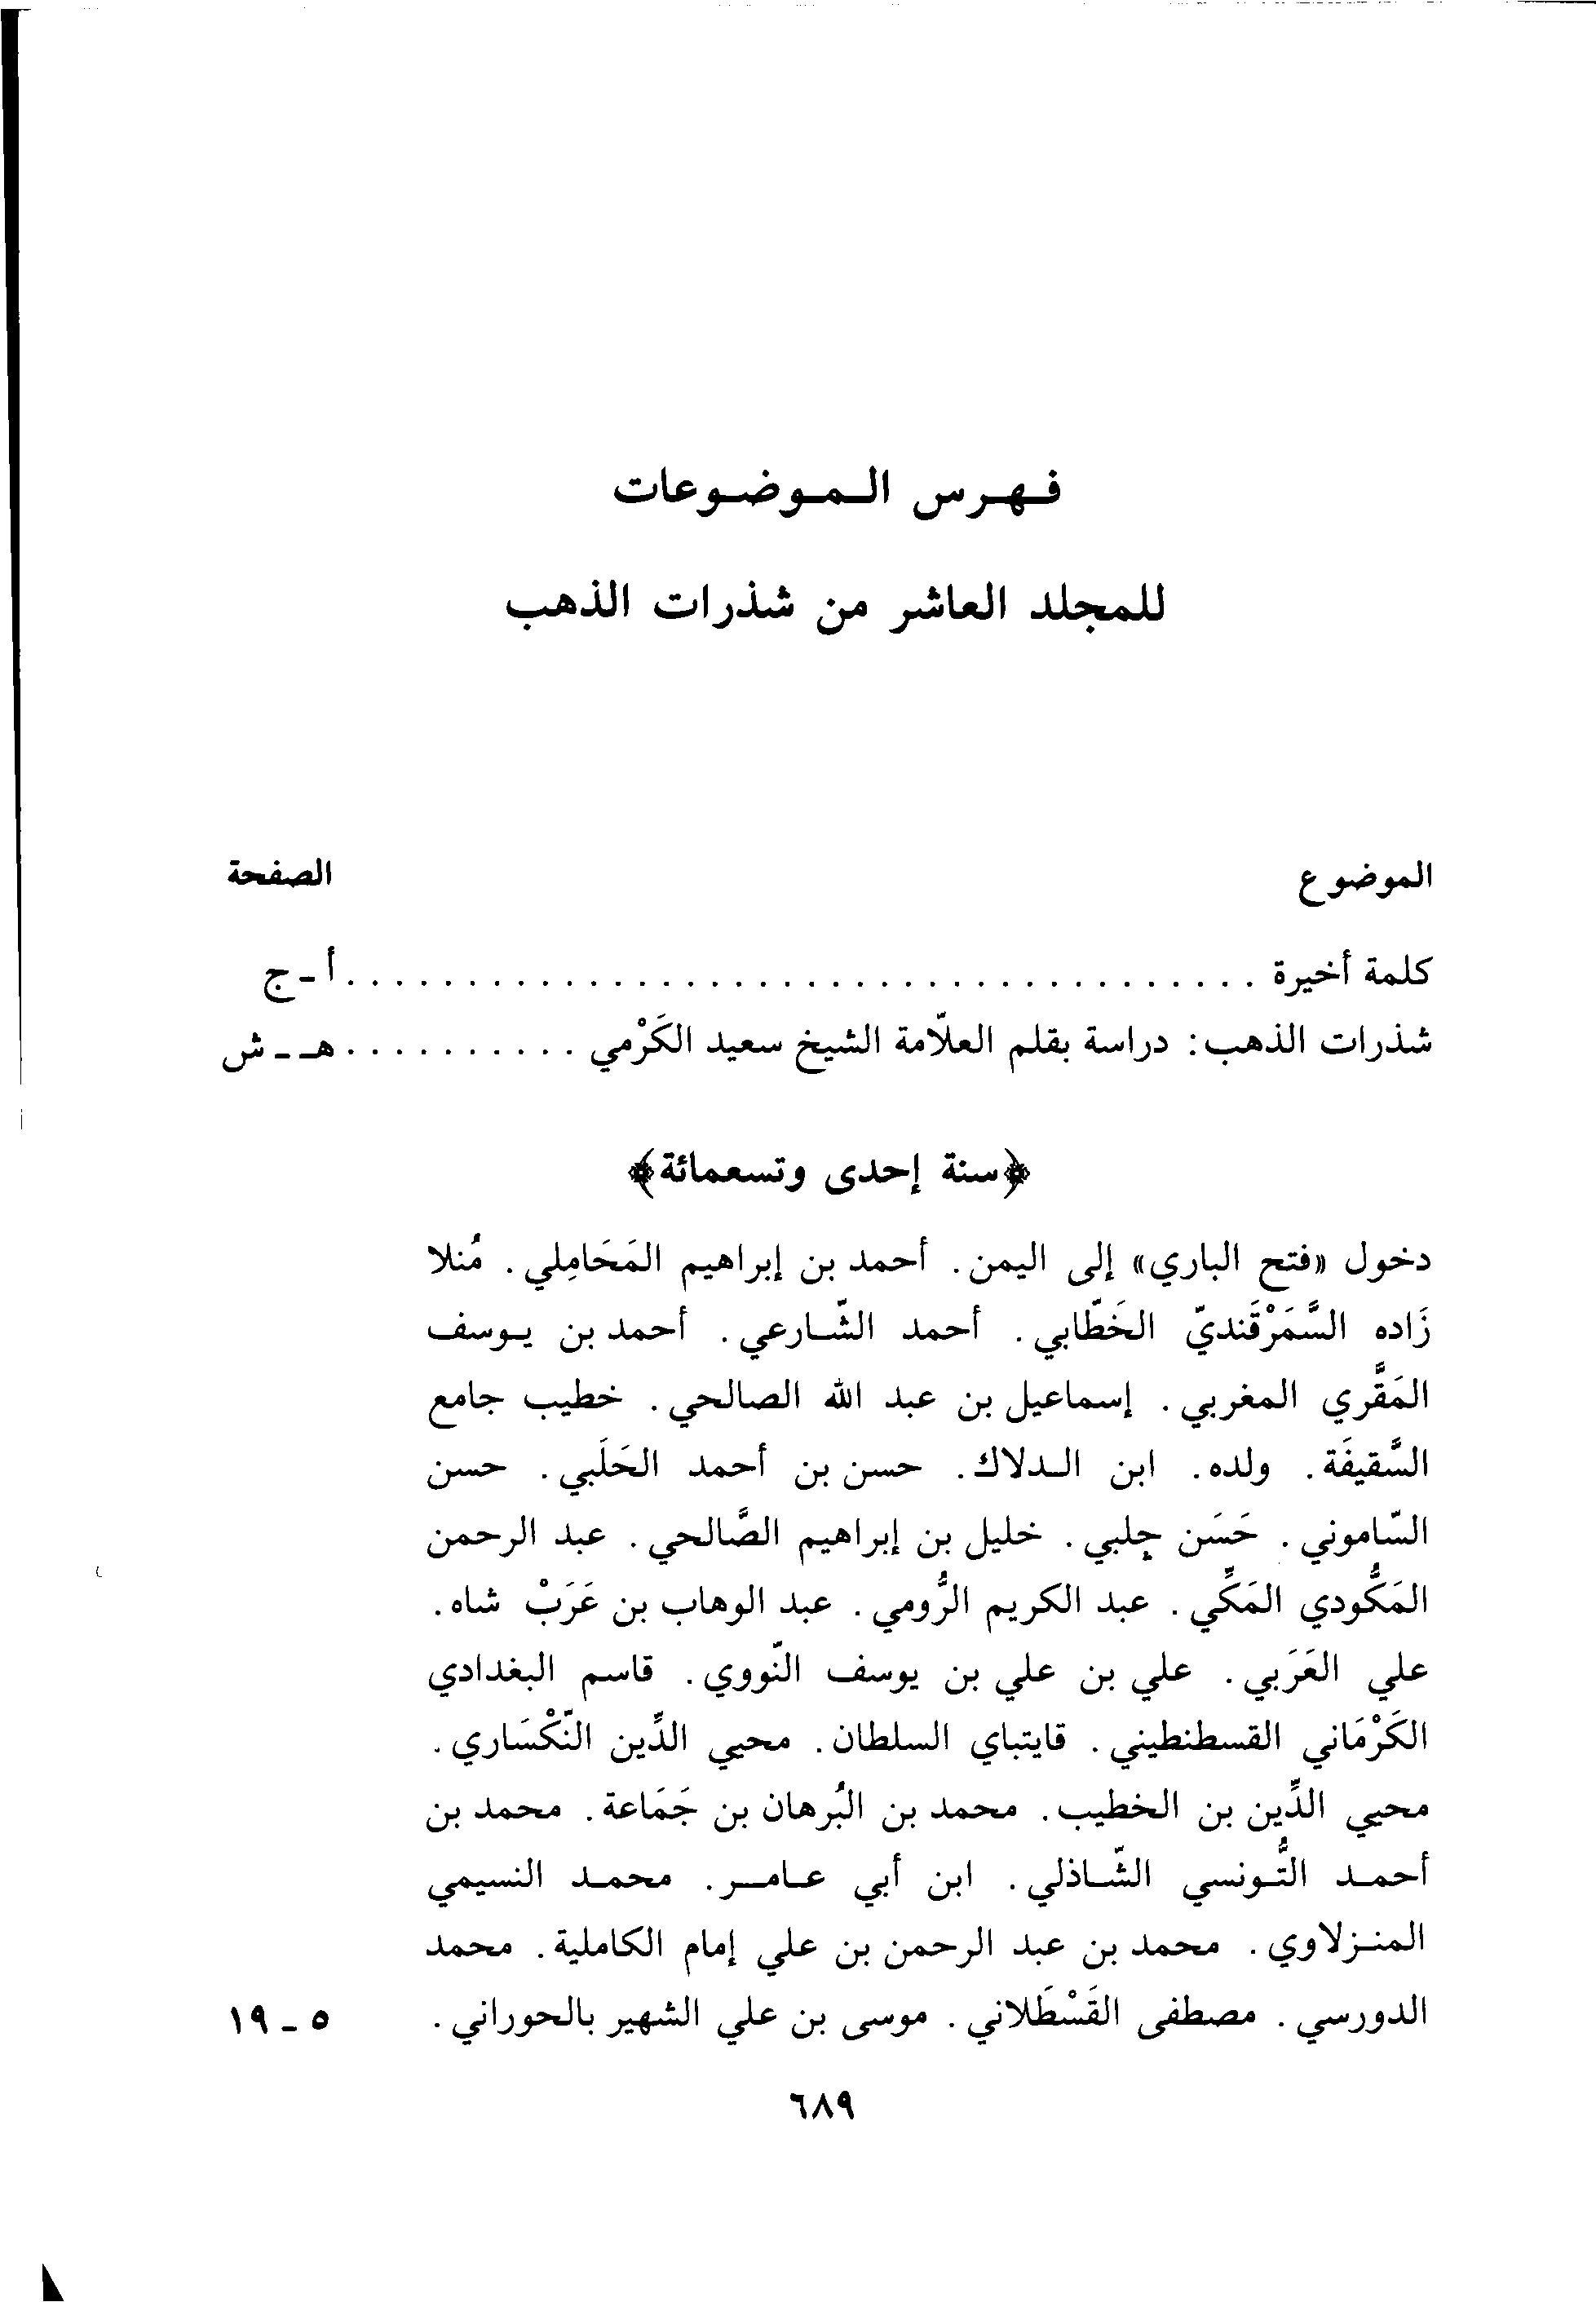 فهرس الموضوعات
للمجلد العاشر من شذرات الذهب
الموضوع الصفحة
كلمة أخيرة . . . . . . . . . . . . . . . . . . . . . . . . . . . . . . . . . . . . . . أ - ج
شذرات الذهب: دراسة بقلم العلاّمة الشيخ سعيد الكَرْمي . . . . . . . . . . هـ - ش
﴿سنة إحدى وتسعمائة﴾
دخول «فتح الباري» إلى اليمن. أحمد بن إبراهيم المَحَامِلي. مُنلا
زَاده السَّمَرْقَنديّ الخَطّابي. أحمد الشّارعي. أحمد بن يوسف
المَقَّري المغربي. إسماعيل بن عبد الله الصالحي. خطيب جامع
السَّقيفَة. ولده. ابن الدلاك. حسن بن أحمد الحَلَبي. حسن
السّاموني. حَسَن جلبي. خليل بن إبراهيم الصَّالحي. عبد الرحمن
المَكُّودي المَكِّي. عبد الكريم الرُّومي. عبد الوهاب بن عَرَبْ شاه.
علي العَرَبي. علي بن علي بن يوسف النّووي. قاسم البغدادي
الكَرْمَاني القسطنطيني. قايتباي السلطان. محيي الدِّين النّكْسَاري.
محيي الدِّين بن الخطيب. محمد بن البُرهان بن جَمَاعة. محمد بن
أحمد التُّونسي الشّاذلي. ابن أبي عامر. محمد النسيمي
المنزلاوي. محمد بن عبد الرحمن بن علي إمام الكاملية. محمد
الدورسي. مصطفى القَسْطَلاني. موسى بن علي الشهير بالحوراني. ٥ - ١٩
٦٨٩